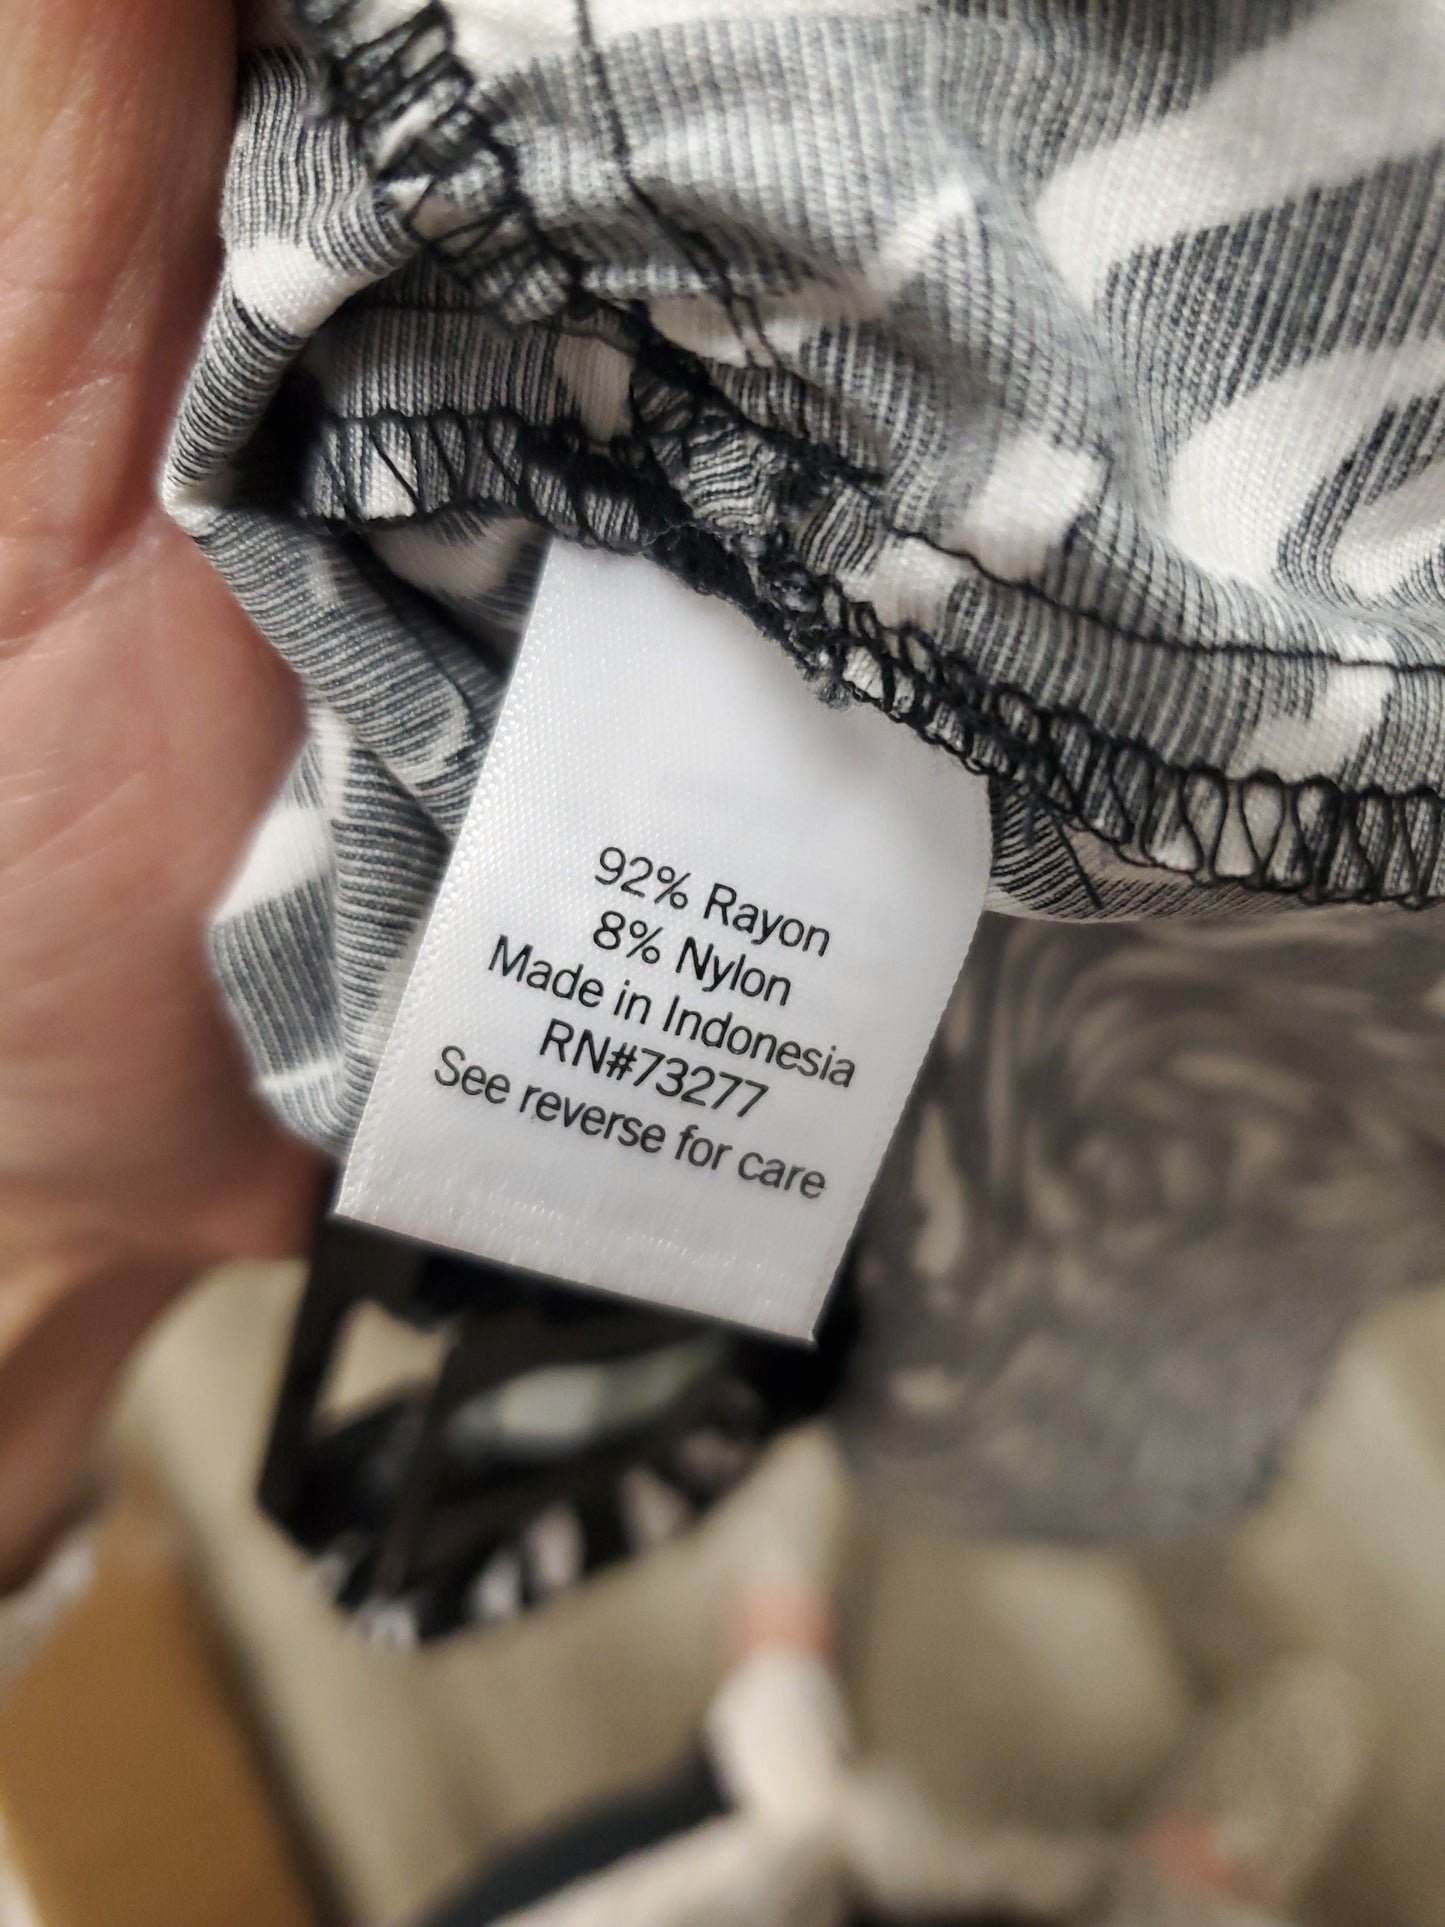 92% Rayon
8% Nylon
Made in Indonesia
RN#73277
See reverse for care